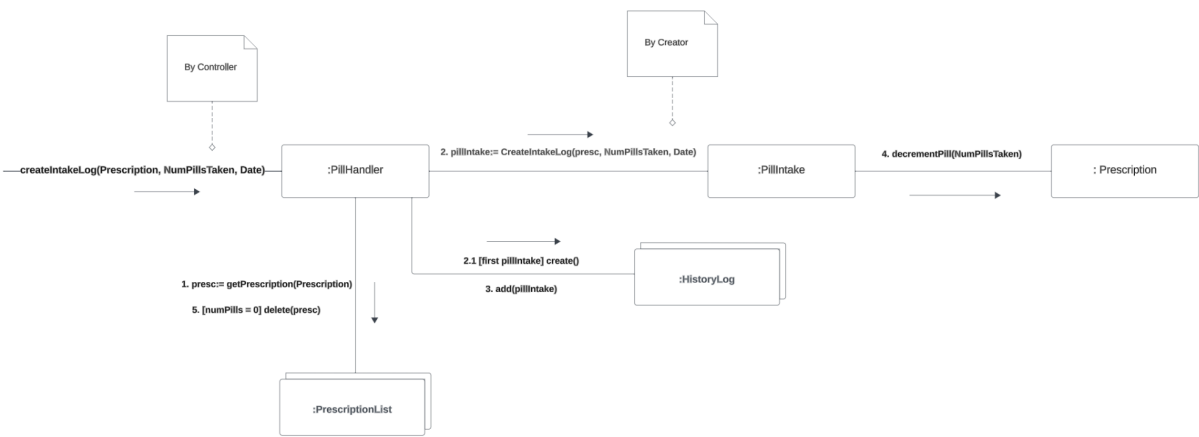 By Controller
By Creator
createIntakeLog(Prescription, NumPillsTaken, Date)
:PillHandler
2. pillIntake:= CreateIntakeLog(presc, NumPillsTaken, Date)
:PillIntake
4. decrementPill(NumPillsTaken)
: Prescription
2.1 [first pillIntake] create()
3. add(pillIntake)
:HistoryLog
1. presc:= getPrescription(Prescription)
5. [numPills = 0] delete(presc)
:PrescriptionList